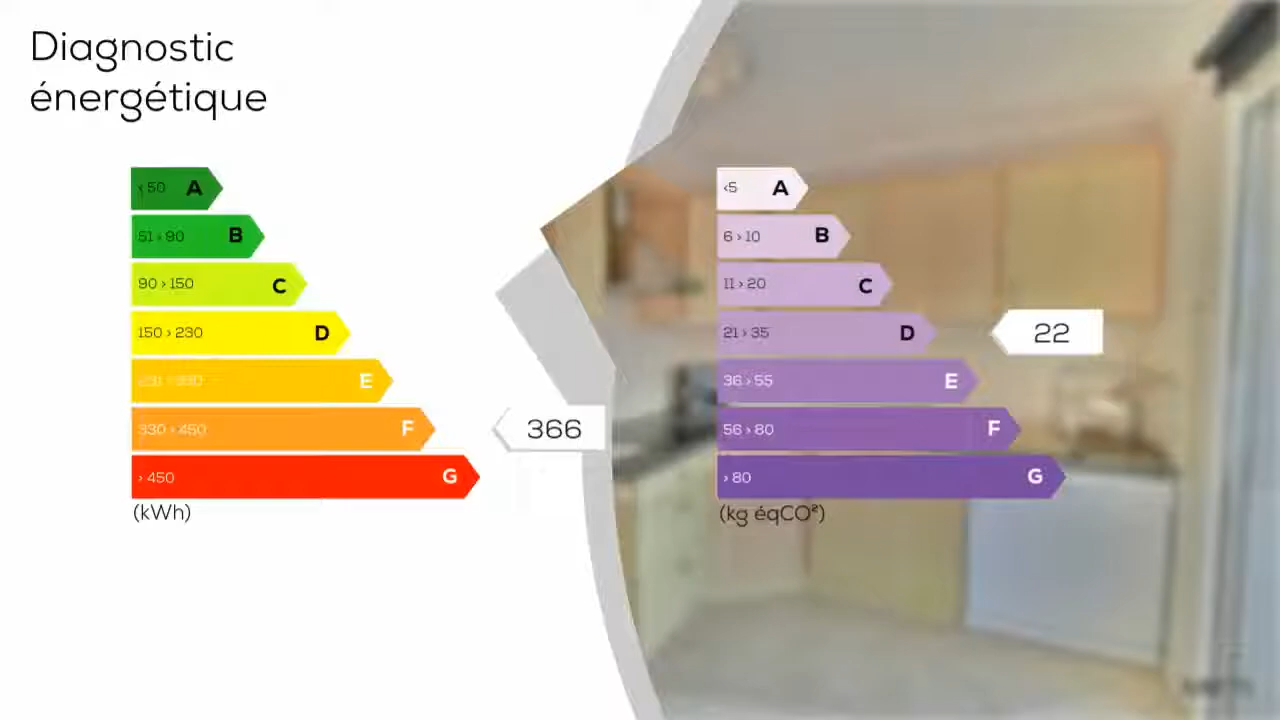 Diagnostic
énergétique
< 50 A
51 > 90 B
90 > 150 C
150 > 230 D
E
330 > 450 F
366
> 450 G
(kWh)
<5 A
6 > 10 B
11 > 20 C
21 > 35 D
22
36 > 55 E
56 > 80 F
> 80 G
(kg éqCO²)